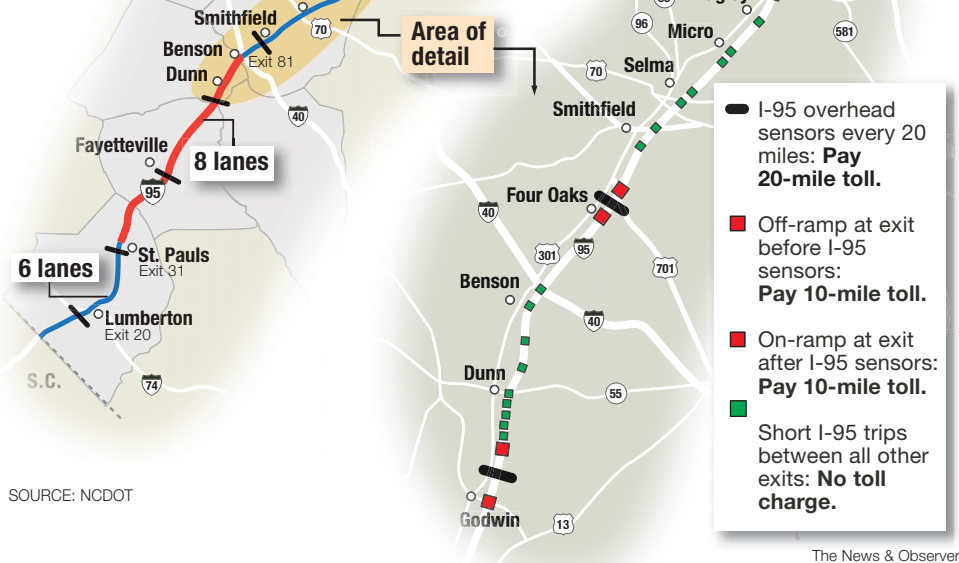 Smithfield
70
Benson
Exit 81
Dunn
40
Fayetteville
8 lanes
95
St. Pauls
Exit 31
6 lanes
Lumberton
Exit 20
S.C.
74
SOURCE: NCDOT
Area of
detail
96
Micro
581
Selma
70
Smithfield
Four Oaks
40
301
95
701
Benson
40
Dunn
55
Godwin
13
I-95 overhead
sensors every 20
miles: Pay
20-mile toll.
Off-ramp at exit
before I-95
sensors:
Pay 10-mile toll.
On-ramp at exit
after I-95 sensors:
Pay 10-mile toll.
Short I-95 trips
between all other
exits: No toll
charge.
The News & Observer